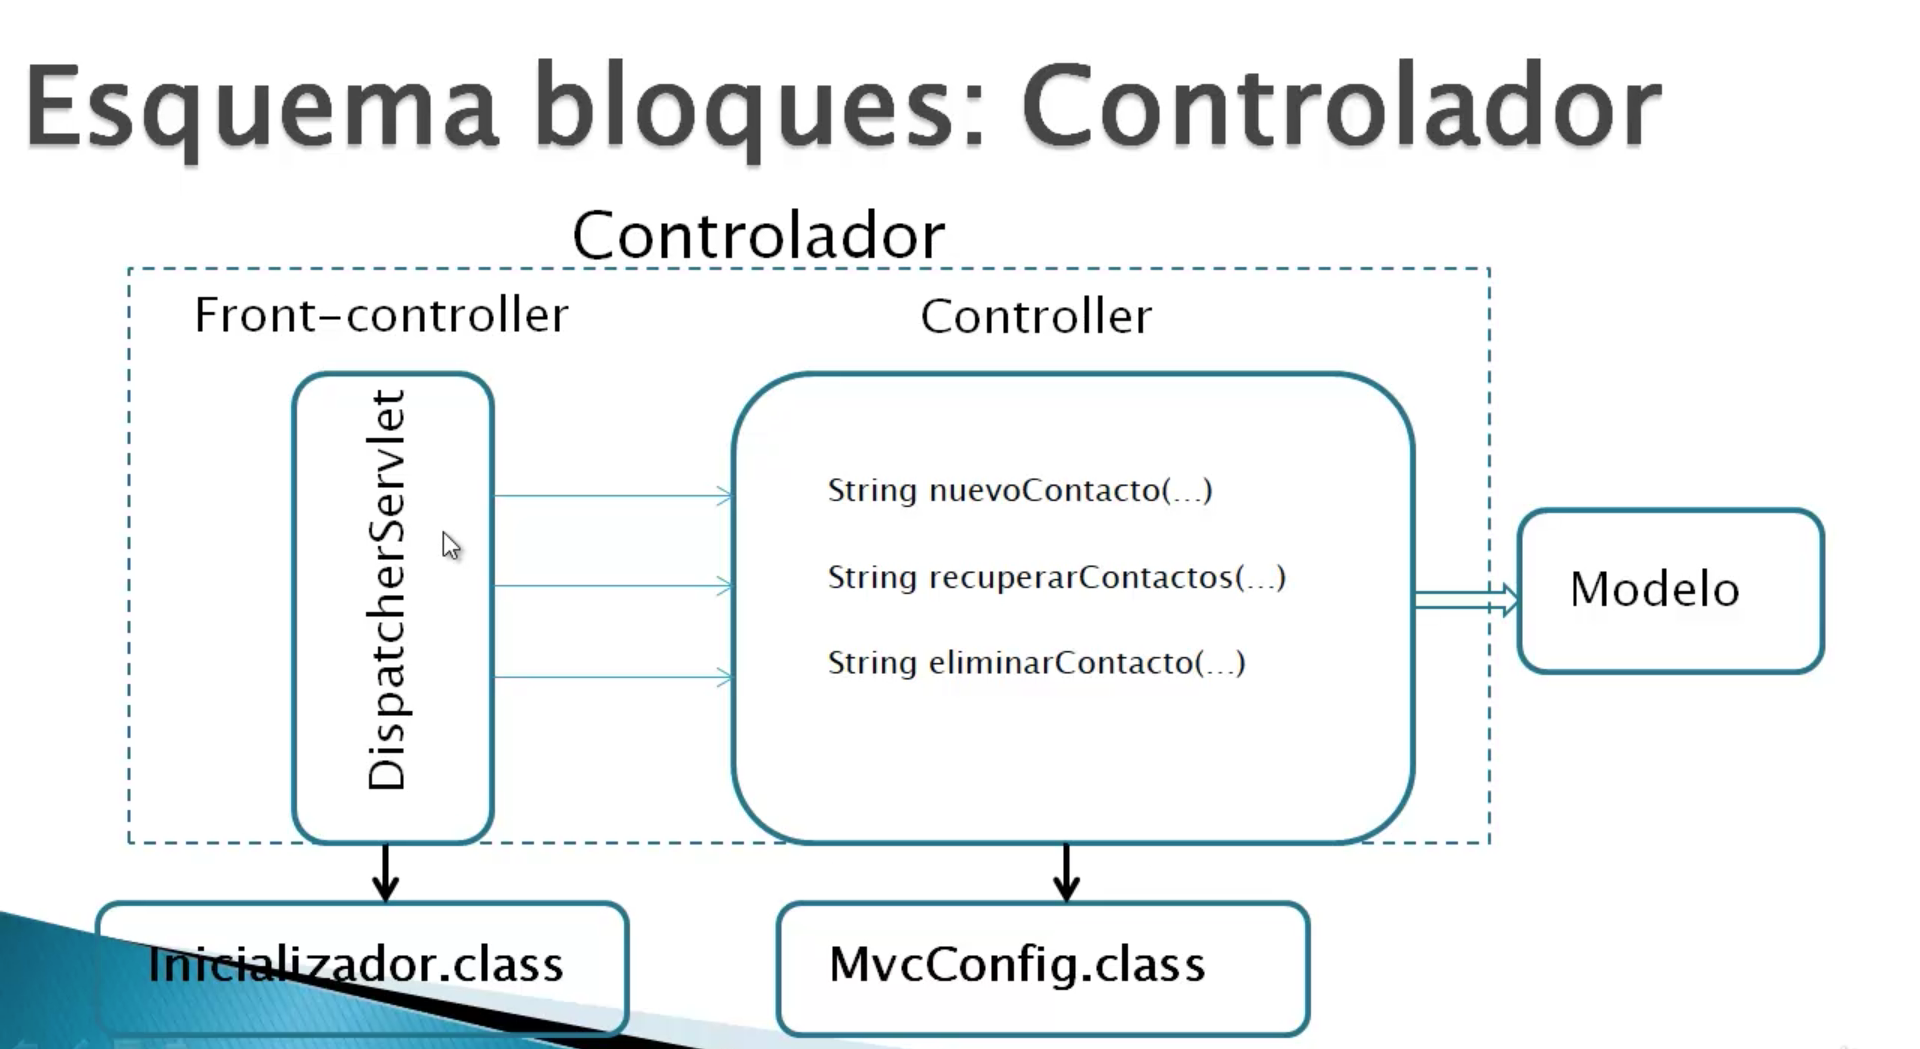 Esquema bloques: Controlador
Controlador
Front-controller
Controller
DispatcherServlet
String nuevoContacto(...)
String recuperarContactos(...)
String eliminarContacto(...)
Modelo
Inicializador.class
MvcConfig.class